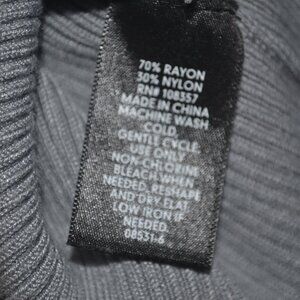 70% RAYON
30% NYLON
RN# 108357
MADE IN CHINA
MACHINE WASH
COLD,
GENTLE CYCLE,
USE ONLY
NON-CHLORINE
BLEACH WHEN
NEEDED, RESHAPE
AND DRY FLAT
LOW IRON IF
NEEDED.
08531-6